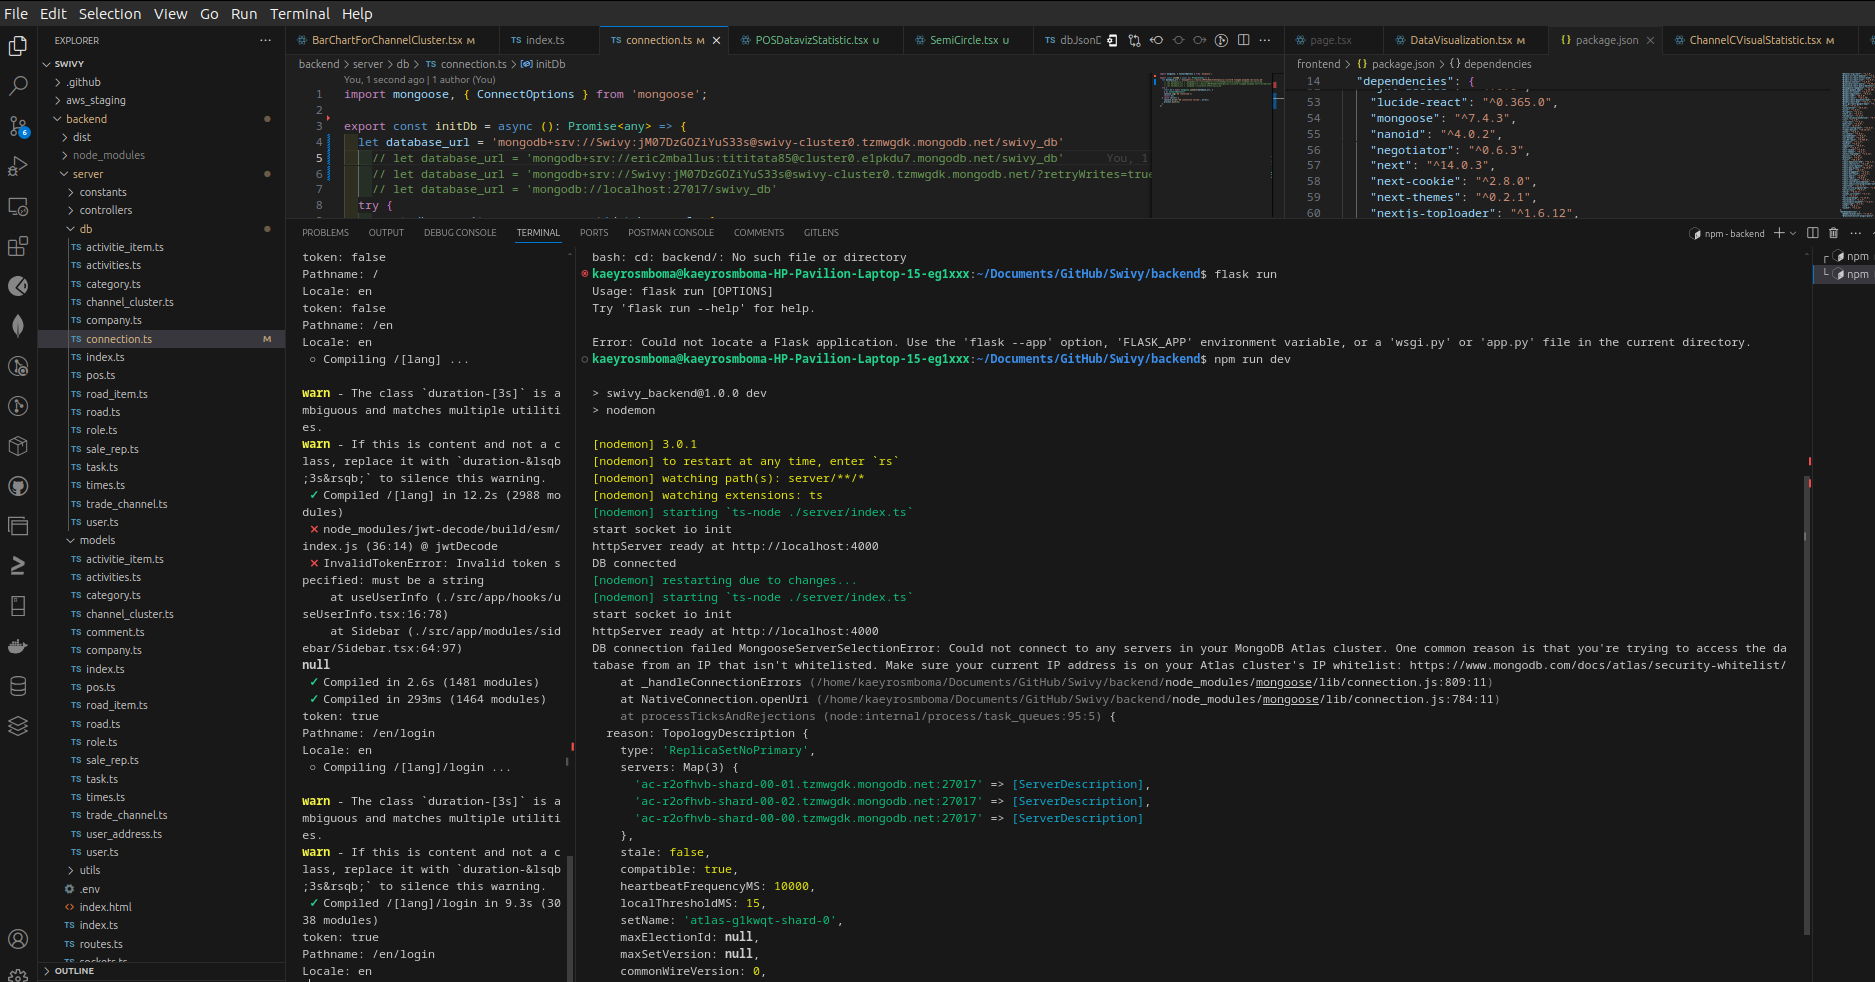 File Edit Selection View Go Run Terminal Help
EXPLORER
SWIVY
.github
aws_staging
backend
dist
node_modules
server
constants
controllers
db
TS activitie_item.ts
TS activities.ts
TS category.ts
TS channel_cluster.ts
TS company.ts
TS connection.ts M
TS index.ts
TS pos.ts
TS road_item.ts
TS road.ts
TS role.ts
TS sale_rep.ts
TS task.ts
TS times.ts
TS trade_channel.ts
TS user.ts
models
TS activitie_item.ts
TS activities.ts
TS category.ts
TS channel_cluster.ts
TS comment.ts
TS company.ts
TS index.ts
TS pos.ts
TS road_item.ts
TS road.ts
TS role.ts
TS sale_rep.ts
TS task.ts
TS times.ts
TS trade_channel.ts
TS user_address.ts
TS user.ts
utils
.env
index.html
TS index.ts
TS routes.ts
OUTLINE
6
BarChartForChannelCluster.tsx M TS index.ts TS connection.ts M POSDatavizStatistic.tsx U SemiCircle.tsx U TS dbJsonD
backend > server > db > TS connection.ts > initDb
You, 1 second ago | 1 author (You)
1 import mongoose, { ConnectOptions } from 'mongoose';
2
3 export const initDb = async (): Promise<any> => {
4 let database_url = 'mongodb+srv://Swivy:jM07DzGOZiYuS33s@swivy-cluster0.tzmwgdk.mongodb.net/swivy_db'
5 // let database_url = 'mongodb+srv://eric2mballus:tititata85@cluster0.e1pkdu7.mongodb.net/swivy_db' You, 1
6 // let database_url = 'mongodb+srv://Swivy:jM07DzGOZiYuS33s@swivy-cluster0.tzmwgdk.mongodb.net/?retryWrites=true
7 // let database_url = 'mongodb://localhost:27017/swivy_db'
8 try {
page.tsx DataVisualization.tsx M {} package.json ChannelCVisualStatistic.tsx M
frontend > {} package.json > {} dependencies
14 "dependencies": {
53 "lucide-react": "^0.365.0",
54 "mongoose": "^7.4.3",
55 "nanoid": "^4.0.2",
56 "negotiator": "^0.6.3",
57 "next": "^14.0.3",
58 "next-cookie": "^2.8.0",
59 "next-themes": "^0.2.1",
60 "nextjs-toploader": "^1.6.12",
PROBLEMS OUTPUT DEBUG CONSOLE TERMINAL PORTS POSTMAN CONSOLE COMMENTS GITLENS
npm - backend
npm
npm
token: false
Pathname: /
Locale: en
token: false
Pathname: /en
Locale: en
○ Compiling /[lang] ...
warn - The class `duration-[3s]` is a
mbiguous and matches multiple utiliti
es.
warn - If this is content and not a c
lass, replace it with `duration-&lsqb
;3s&rsqb;` to silence this warning.
✓ Compiled /[lang] in 12.2s (2988 mo
dules)
⨯ node_modules/jwt-decode/build/esm/
index.js (36:14) @ jwtDecode
⨯ InvalidTokenError: Invalid token s
pecified: must be a string
at useUserInfo (./src/app/hooks/u
seUserInfo.tsx:16:78)
at Sidebar (./src/app/modules/sid
ebar/Sidebar.tsx:64:97)
null
✓ Compiled in 2.6s (1481 modules)
✓ Compiled in 293ms (1464 modules)
token: true
Pathname: /en/login
Locale: en
○ Compiling /[lang]/login ...
warn - The class `duration-[3s]` is a
mbiguous and matches multiple utiliti
es.
warn - If this is content and not a c
lass, replace it with `duration-&lsqb
;3s&rsqb;` to silence this warning.
✓ Compiled /[lang]/login in 9.3s (30
38 modules)
token: true
Pathname: /en/login
Locale: en
bash: cd: backend/: No such file or directory
kaeyrosmboma@kaeyrosmboma-HP-Pavilion-Laptop-15-eg1xxx:~/Documents/GitHub/Swivy/backend$ flask run
Usage: flask run [OPTIONS]
Try 'flask run --help' for help.
Error: Could not locate a Flask application. Use the 'flask --app' option, 'FLASK_APP' environment variable, or a 'wsgi.py' or 'app.py' file in the current directory.
kaeyrosmboma@kaeyrosmboma-HP-Pavilion-Laptop-15-eg1xxx:~/Documents/GitHub/Swivy/backend$ npm run dev
> swivy_backend@1.0.0 dev
> nodemon
[nodemon] 3.0.1
[nodemon] to restart at any time, enter `rs`
[nodemon] watching path(s): server/**/*
[nodemon] watching extensions: ts
[nodemon] starting `ts-node ./server/index.ts`
start socket io init
httpServer ready at http://localhost:4000
DB connected
[nodemon] restarting due to changes...
[nodemon] starting `ts-node ./server/index.ts`
start socket io init
httpServer ready at http://localhost:4000
DB connection failed MongooseServerSelectionError: Could not connect to any servers in your MongoDB Atlas cluster. One common reason is that you're trying to access the da
tabase from an IP that isn't whitelisted. Make sure your current IP address is on your Atlas cluster's IP whitelist: https://www.mongodb.com/docs/atlas/security-whitelist/
at _handleConnectionErrors (/home/kaeyrosmboma/Documents/GitHub/Swivy/backend/node_modules/mongoose/lib/connection.js:809:11)
at NativeConnection.openUri (/home/kaeyrosmboma/Documents/GitHub/Swivy/backend/node_modules/mongoose/lib/connection.js:784:11)
at processTicksAndRejections (node:internal/process/task_queues:95:5) {
reason: TopologyDescription {
type: 'ReplicaSetNoPrimary',
servers: Map(3) {
'ac-r2ofhvb-shard-00-01.tzmwgdk.mongodb.net:27017' => [ServerDescription],
'ac-r2ofhvb-shard-00-02.tzmwgdk.mongodb.net:27017' => [ServerDescription],
'ac-r2ofhvb-shard-00-00.tzmwgdk.mongodb.net:27017' => [ServerDescription]
},
stale: false,
compatible: true,
heartbeatFrequencyMS: 10000,
localThresholdMS: 15,
setName: 'atlas-g1kwqt-shard-0',
maxElectionId: null,
maxSetVersion: null,
commonWireVersion: 0,